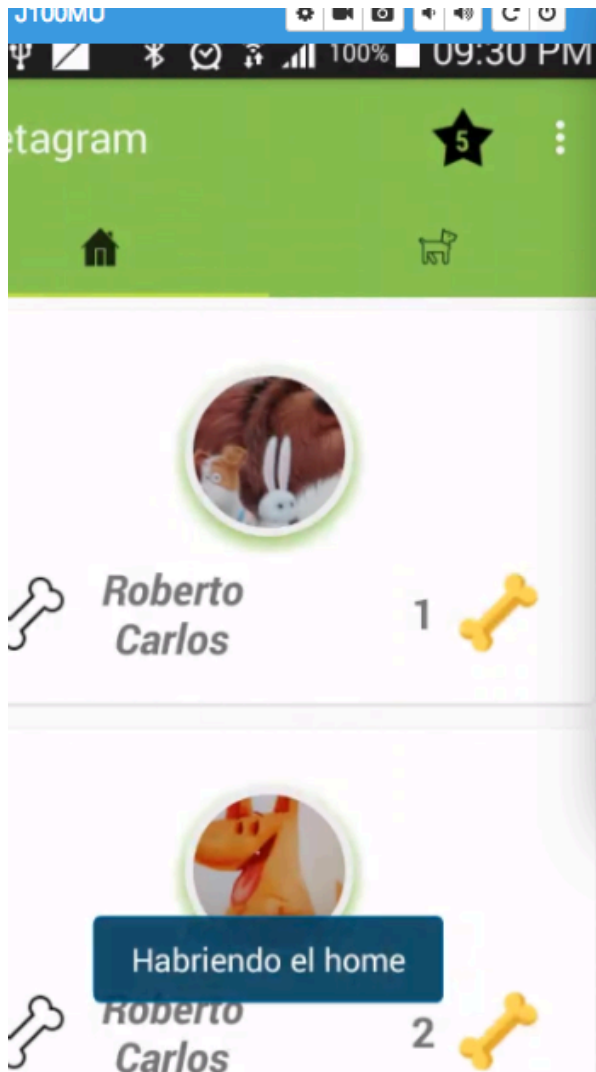 J100MU
100% 09:30 PM
etagram
5
Roberto
Carlos
1
Habriendo el home
Roberto
Carlos
2